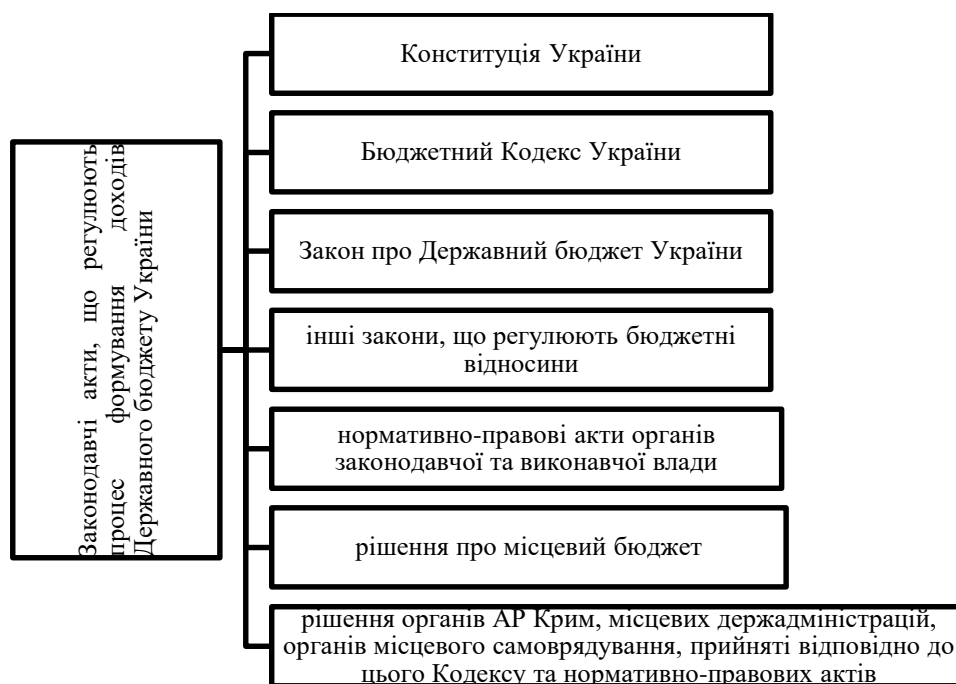 Законодавчі акти, що регулюють
процес формування доходів
Державного бюджету України
Конституція України
Бюджетний Кодекс України
Закон про Державний бюджет України
інші закони, що регулюють бюджетні
відносини
нормативно-правові акти органів
законодавчої та виконавчої влади
рішення про місцевий бюджет
рішення органів АР Крим, місцевих держадміністрацій,
органів місцевого самоврядування, прийняті відповідно до
цього Кодексу та нормативно-правових актів